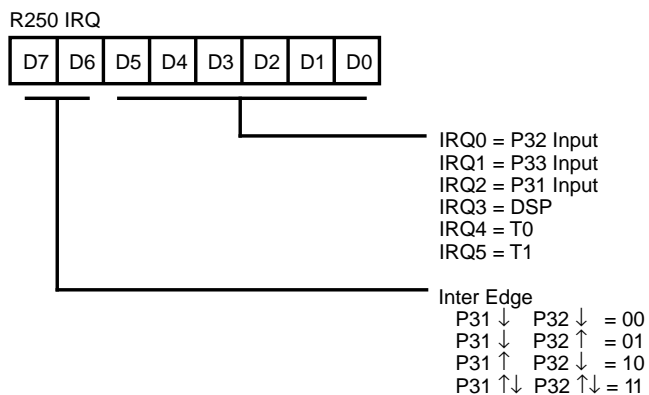 R250 IRQ
D7 D6 D5 D4 D3 D2 D1 D0
IRQ0 = P32 Input
IRQ1 = P33 Input
IRQ2 = P31 Input
IRQ3 = DSP
IRQ4 = T0
IRQ5 = T1
Inter Edge
P31 ↓ P32 ↓ = 00
P31 ↓ P32 ↑ = 01
P31 ↑ P32 ↓ = 10
P31 ↑↓ P32 ↑↓ = 11